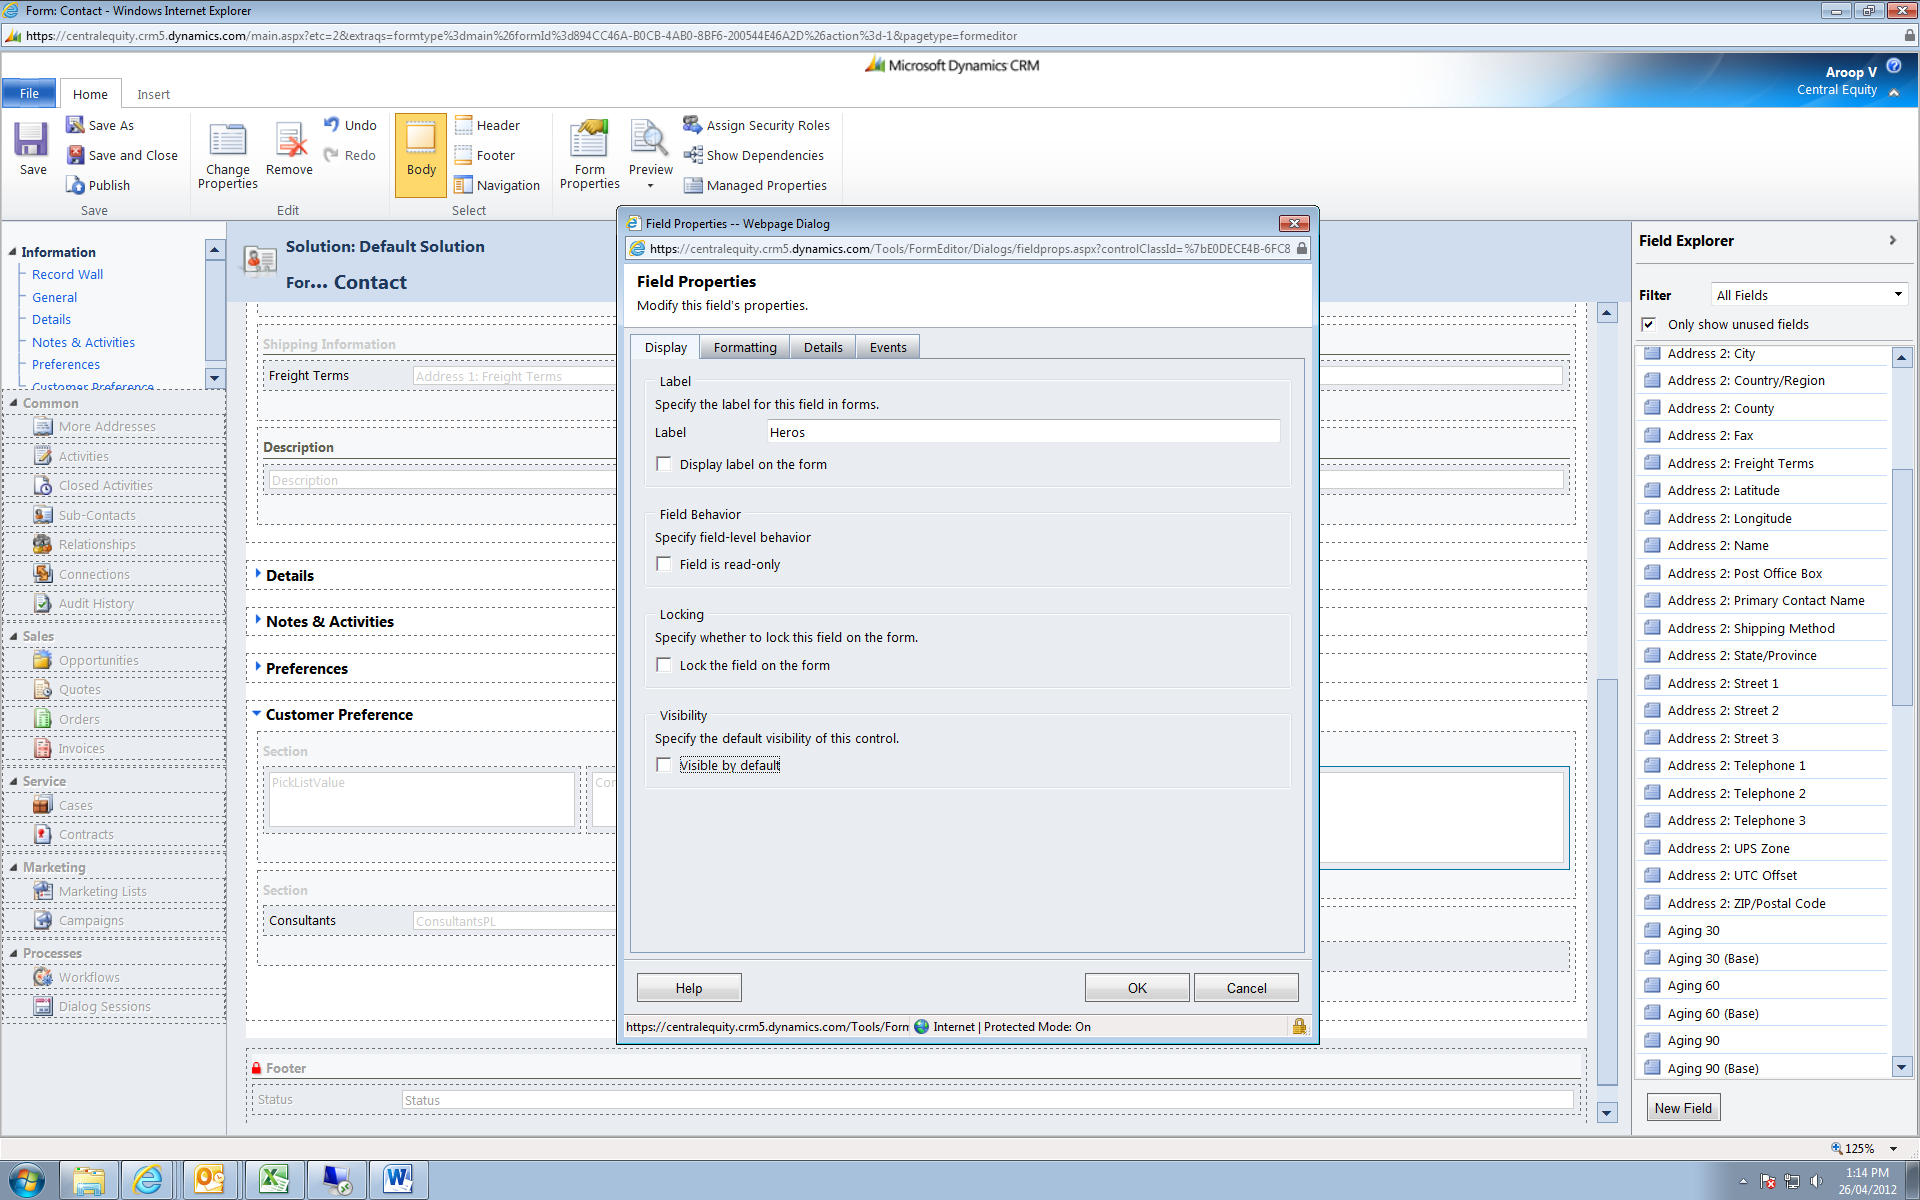 Form: Contact - Windows Internet Explorer
https://centralequity.crm5.dynamics.com/main.aspx?etc=2&extraqs=formtype%3dmain%26formId%3d894CC46A-B0CB-4AB0-8BF6-200544E46A2D%26action%3d-1&pagetype=formeditor
Microsoft Dynamics CRM
Aroop V
Central Equity
File
Home
Insert
Save
Save As
Save and Close
Publish
Save
Change Properties
Remove
Undo
Redo
Edit
Body
Header
Footer
Navigation
Select
Form Properties
Preview
Assign Security Roles
Show Dependencies
Managed Properties
Information
Record Wall
General
Details
Notes & Activities
Preferences
Customer Preference
Common
More Addresses
Activities
Closed Activities
Sub-Contacts
Relationships
Connections
Audit History
Sales
Opportunities
Quotes
Orders
Invoices
Service
Cases
Contracts
Marketing
Marketing Lists
Campaigns
Processes
Workflows
Dialog Sessions
Solution: Default Solution
For... Contact
Shipping Information
Freight Terms
Address 1: Freight Terms
Description
Description
Details
Notes & Activities
Preferences
Customer Preference
Section
PickListValue
Con
Section
Consultants
ConsultantsPL
Footer
Status
Status
Field Properties -- Webpage Dialog
https://centralequity.crm5.dynamics.com/Tools/FormEditor/Dialogs/fieldprops.aspx?controlClassId=%7bE0DECE4B-6FC8
Field Properties
Modify this field's properties.
Display
Formatting
Details
Events
Label
Specify the label for this field in forms.
Label
Heros
Display label on the form
Field Behavior
Specify field-level behavior
Field is read-only
Locking
Specify whether to lock this field on the form.
Lock the field on the form
Visibility
Specify the default visibility of this control.
Visible by default
Help
OK
Cancel
https://centralequity.crm5.dynamics.com/Tools/Form
Internet | Protected Mode: On
Field Explorer
Filter
All Fields
Only show unused fields
Address 2: City
Address 2: Country/Region
Address 2: County
Address 2: Fax
Address 2: Freight Terms
Address 2: Latitude
Address 2: Longitude
Address 2: Name
Address 2: Post Office Box
Address 2: Primary Contact Name
Address 2: Shipping Method
Address 2: State/Province
Address 2: Street 1
Address 2: Street 2
Address 2: Street 3
Address 2: Telephone 1
Address 2: Telephone 2
Address 2: Telephone 3
Address 2: UPS Zone
Address 2: UTC Offset
Address 2: ZIP/Postal Code
Aging 30
Aging 30 (Base)
Aging 60
Aging 60 (Base)
Aging 90
Aging 90 (Base)
New Field
125%
1:14 PM
26/04/2012